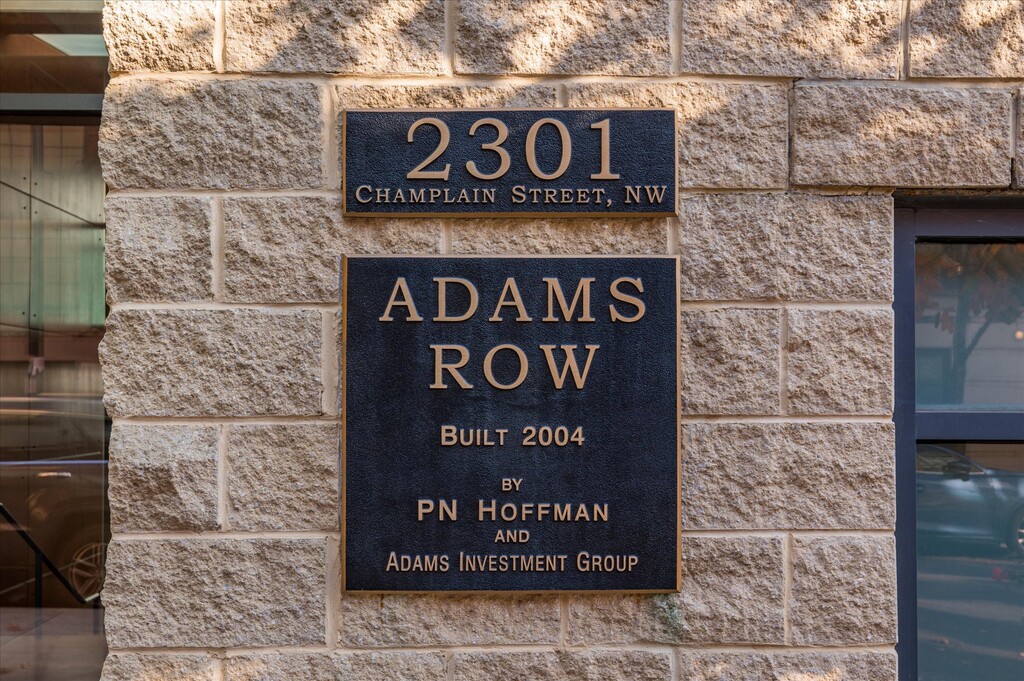 2301
CHAMPLAIN STREET, NW
ADAMS
ROW
BUILT 2004
BY
PN HOFFMAN
AND
ADAMS INVESTMENT GROUP